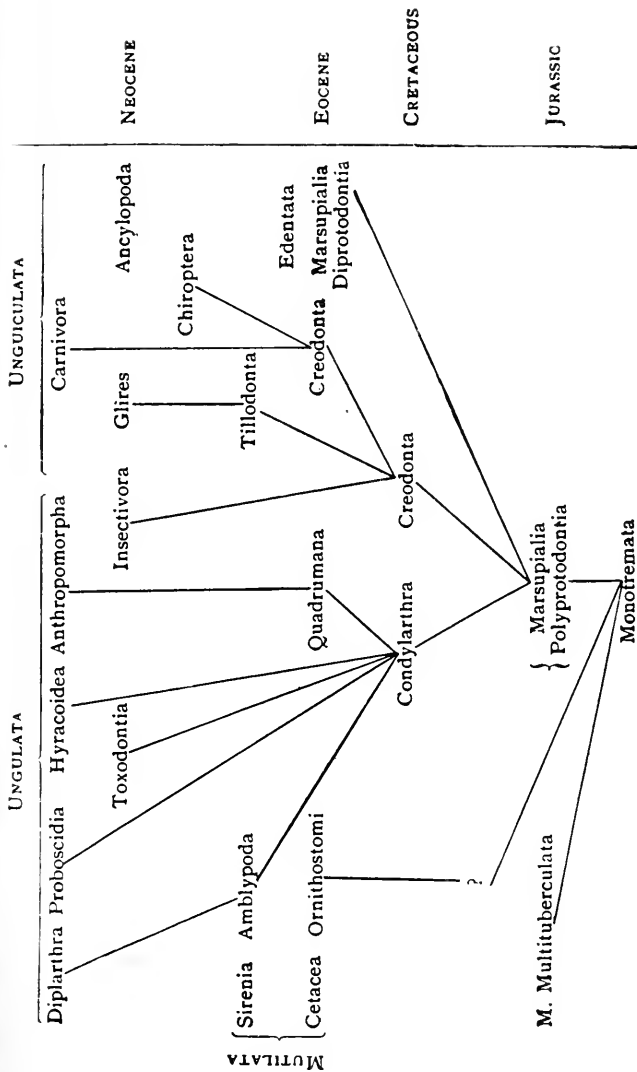 UNGULATA
UNGUICULATA
Diplarthra Proboscidia Hyracoidea Anthropomorpha Carnivora
NEOCENE
Toxodontia Insectivora Glires Ancylopoda
Chiroptera
MUTILATA
Sirenia Amblypoda Tillodonta
Cetacea Ornithostomi Quadrumana Creodonta Edentata
Marsupialia
Diprotodontia
EOCENE
Condylarthra Creodonta
CRETACEOUS
?
M. Multituberculata
Marsupialia
Polyprotodontia
JURASSIC
Monotremata